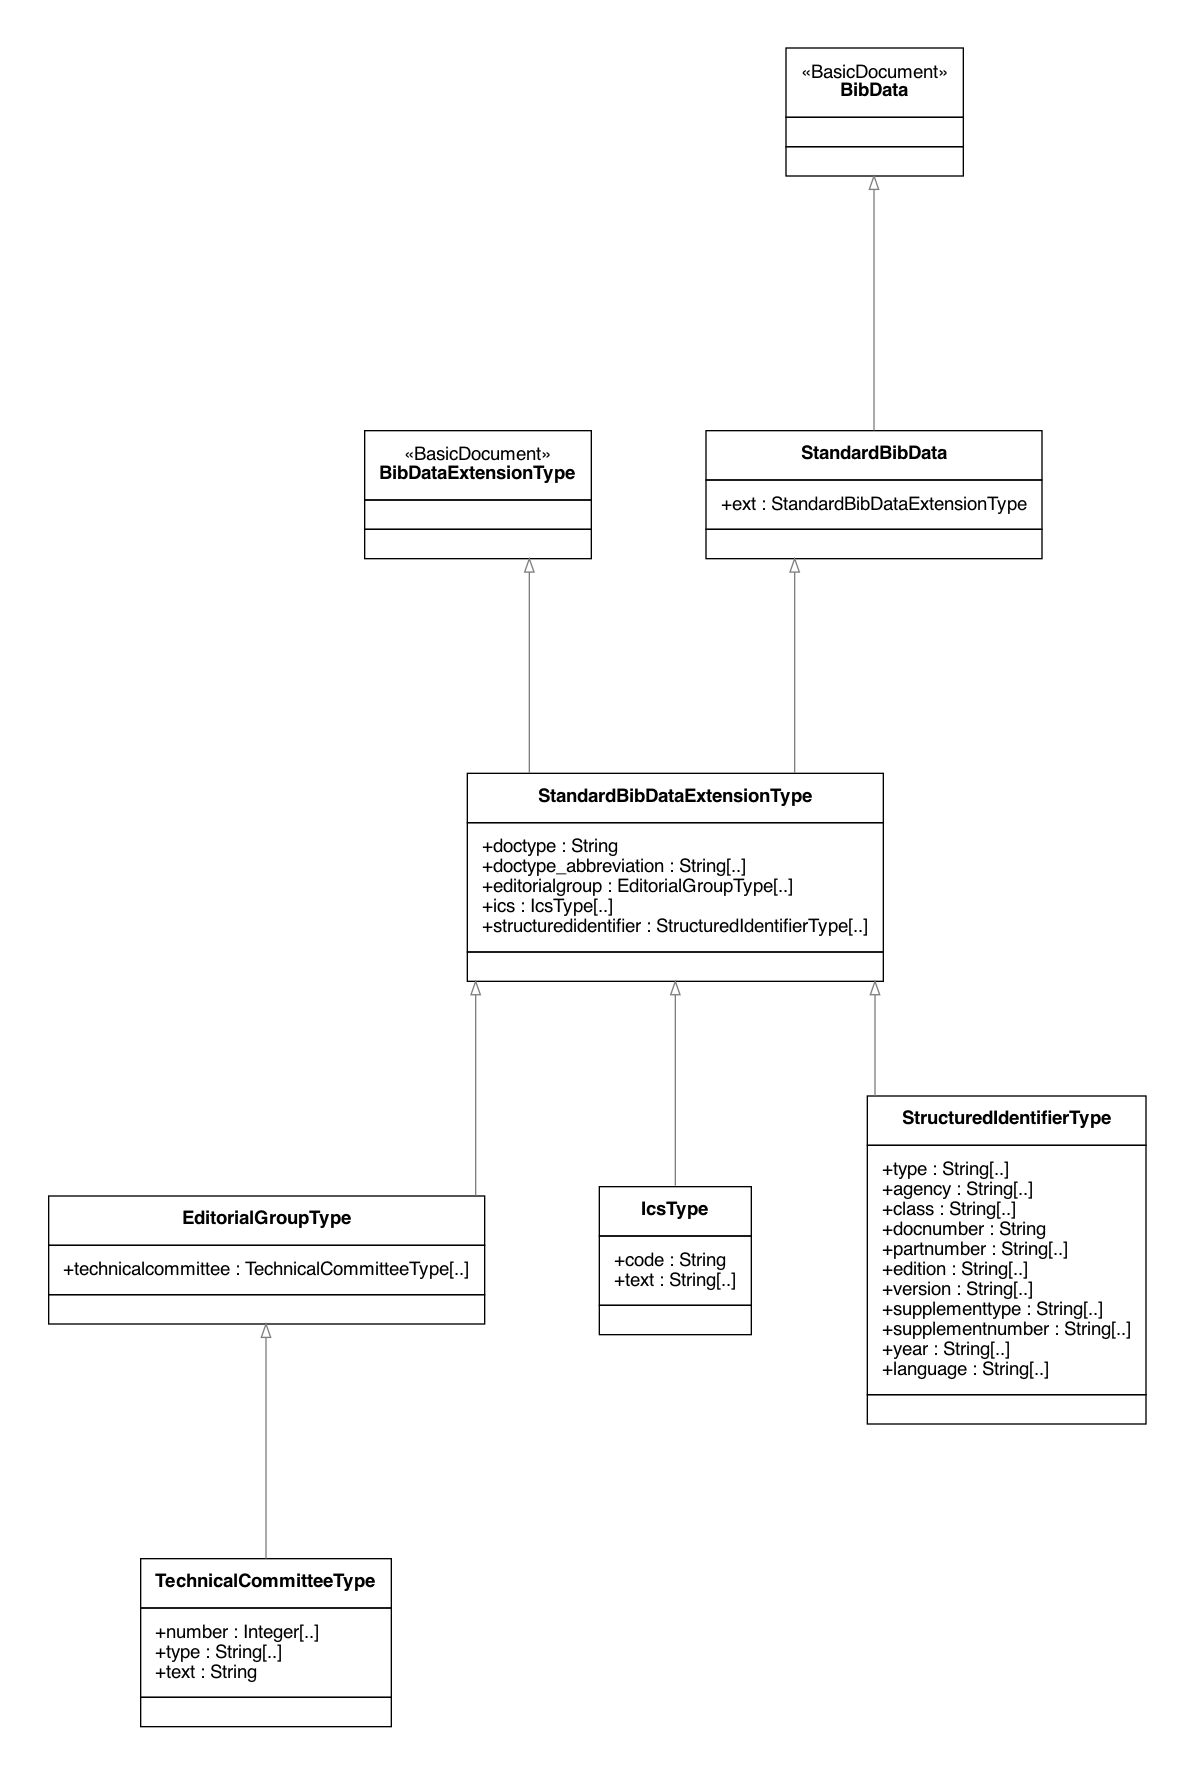 «BasicDocument»
BibData
«BasicDocument»
BibDataExtensionType
StandardBibData
+ext : StandardBibDataExtensionType
StandardBibDataExtensionType
+doctype : String
+doctype_abbreviation : String[..]
+editorialgroup : EditorialGroupType[..]
+ics : IcsType[..]
+structuredidentifier : StructuredIdentifierType[..]
EditorialGroupType
+technicalcommittee : TechnicalCommitteeType[..]
IcsType
+code : String
+text : String[..]
StructuredIdentifierType
+type : String[..]
+agency : String[..]
+class : String[..]
+docnumber : String
+partnumber : String[..]
+edition : String[..]
+version : String[..]
+supplementtype : String[..]
+supplementnumber : String[..]
+year : String[..]
+language : String[..]
TechnicalCommitteeType
+number : Integer[..]
+type : String[..]
+text : String